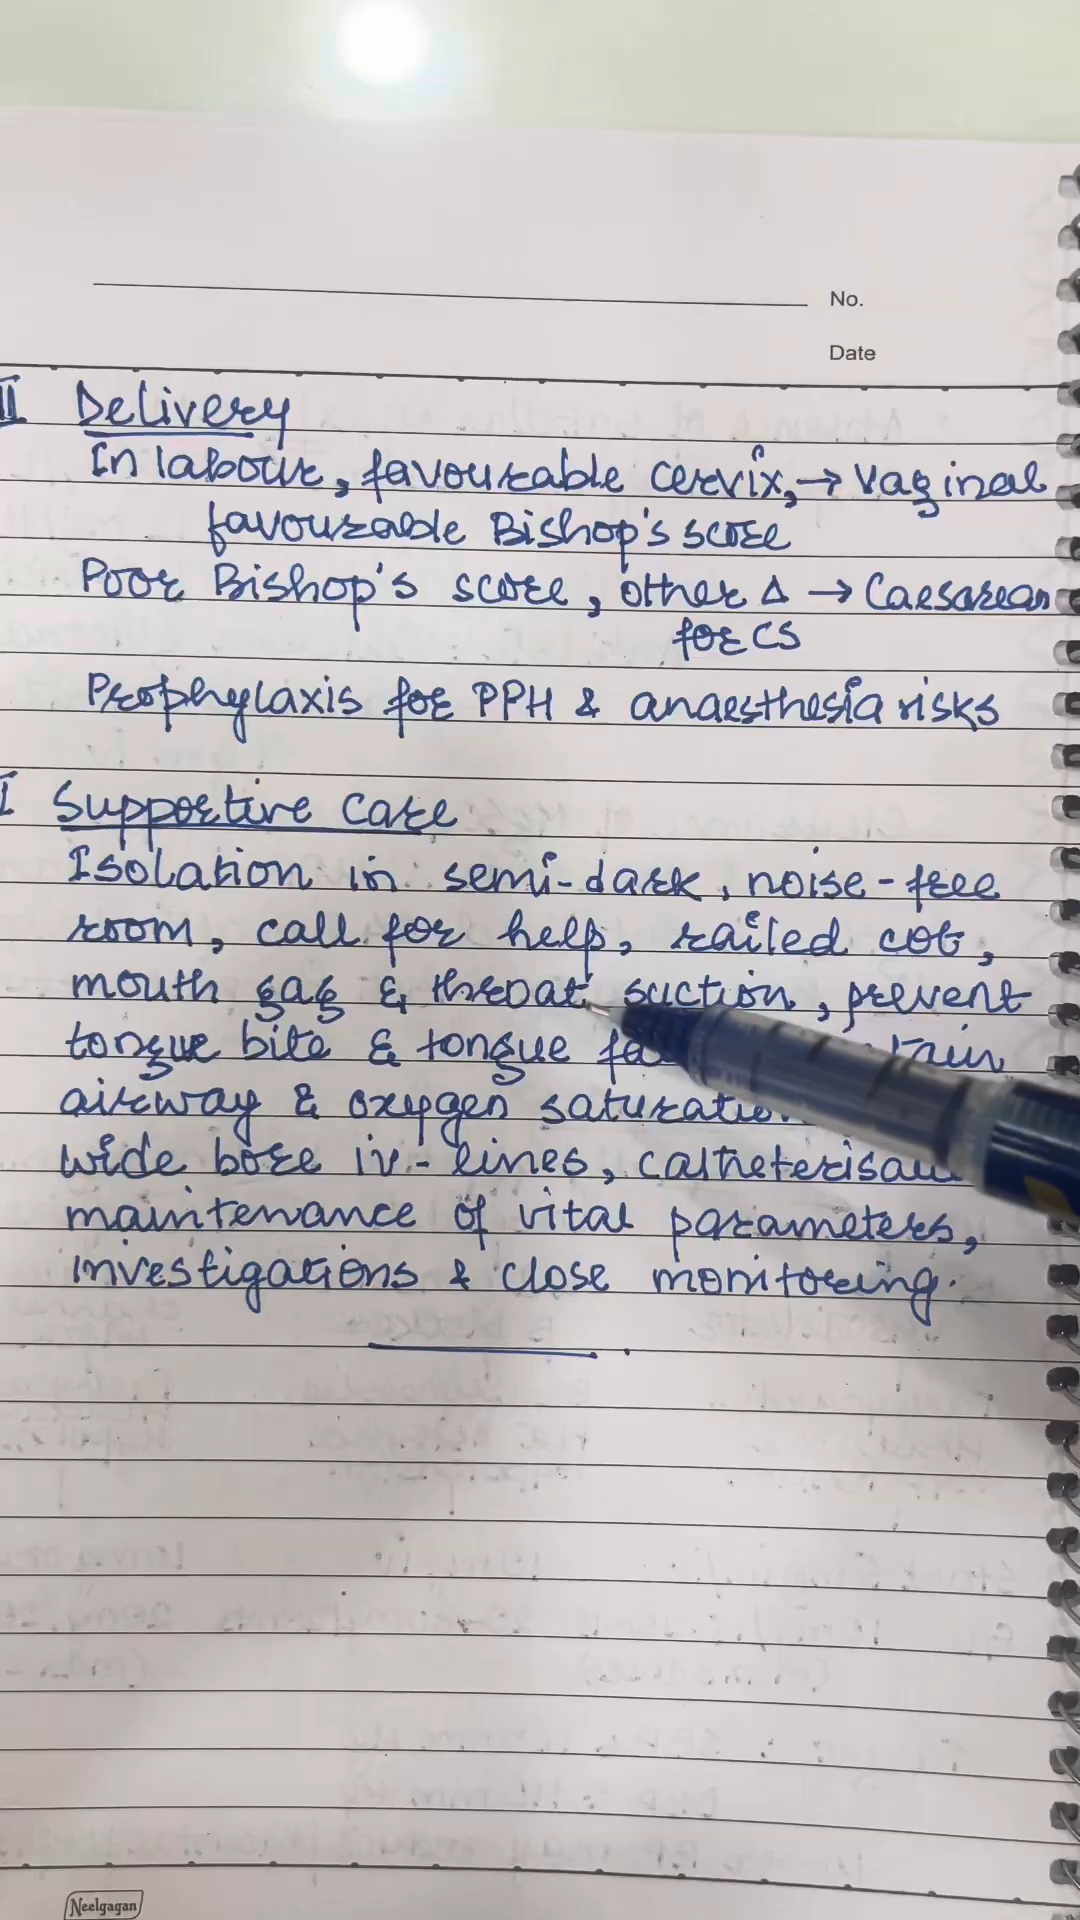 No.
Date
II Delivery
In labour, favourable cervix, → Vaginal
favourable Bishop's score
Poor Bishop's score, other Δ → Caesarean
for CS
Prophylaxis for PPH & anaesthesia risks
I Supportive care
Isolation in semi-dark, noise-free
room, call for help, railed cot,
mouth gag & throat suction, prevent
tongue bite & tongue
airway & oxygen
wide bore iv-lines,
maintenance of vital parameters,
investigations & close monitoring.
Neelgagan